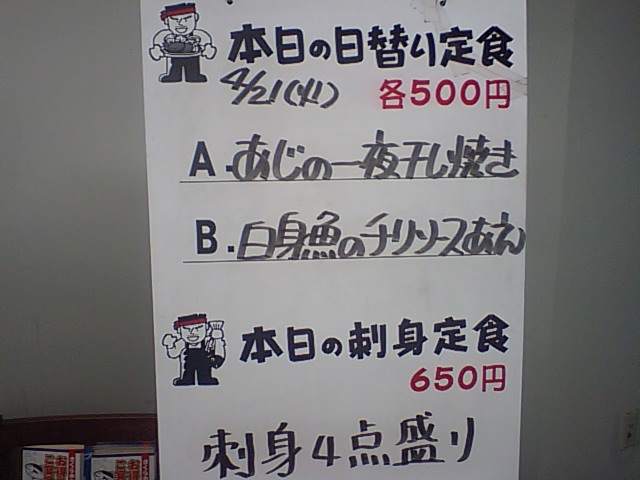 本日の日替り定食
4/21(火) 各500円
A.あじの一夜干し焼き
B.白身魚のチリソースあえ
本日の刺身定食
650円
刺身4点盛り